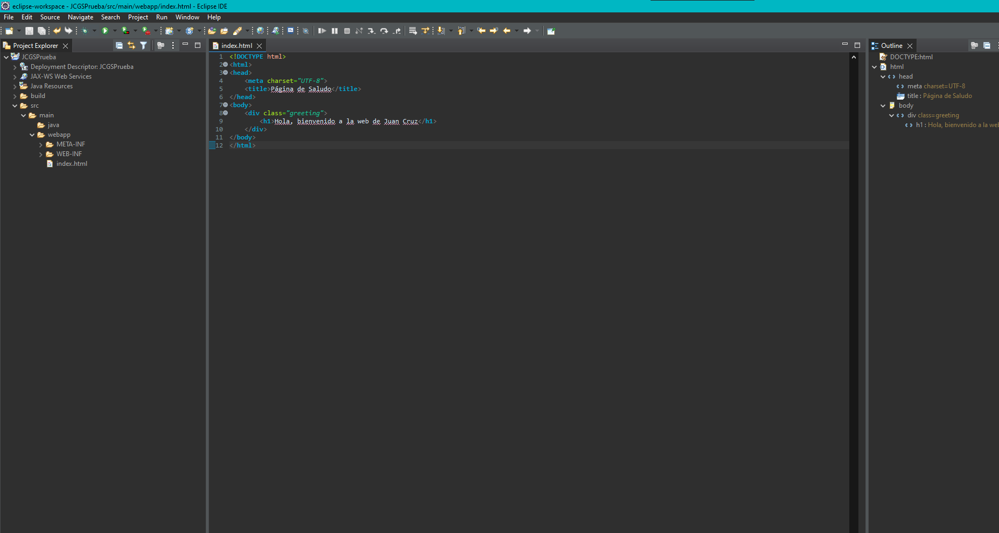 eclipse-workspace - JCGSPrueba/src/main/webapp/index.html - Eclipse IDE
File Edit Source Navigate Search Project Run Window Help
Project Explorer
JCGSPrueba
Deployment Descriptor: JCGSPrueba
JAX-WS Web Services
Java Resources
build
src
main
java
webapp
META-INF
WEB-INF
index.html
index.html
1 <!DOCTYPE html>
2 <html>
3 <head>
4 <meta charset="UTF-8">
5 <title>Página de Saludo</title>
6 </head>
7 <body>
8 <div class="greeting">
9 <h1>Hola, bienvenido a la web de Juan Cruz</h1>
10 </div>
11 </body>
12 </html>
Outline
DOCTYPE:html
html
head
meta charset=UTF-8
title : Página de Saludo
body
div class=greeting
h1 : Hola, bienvenido a la wel